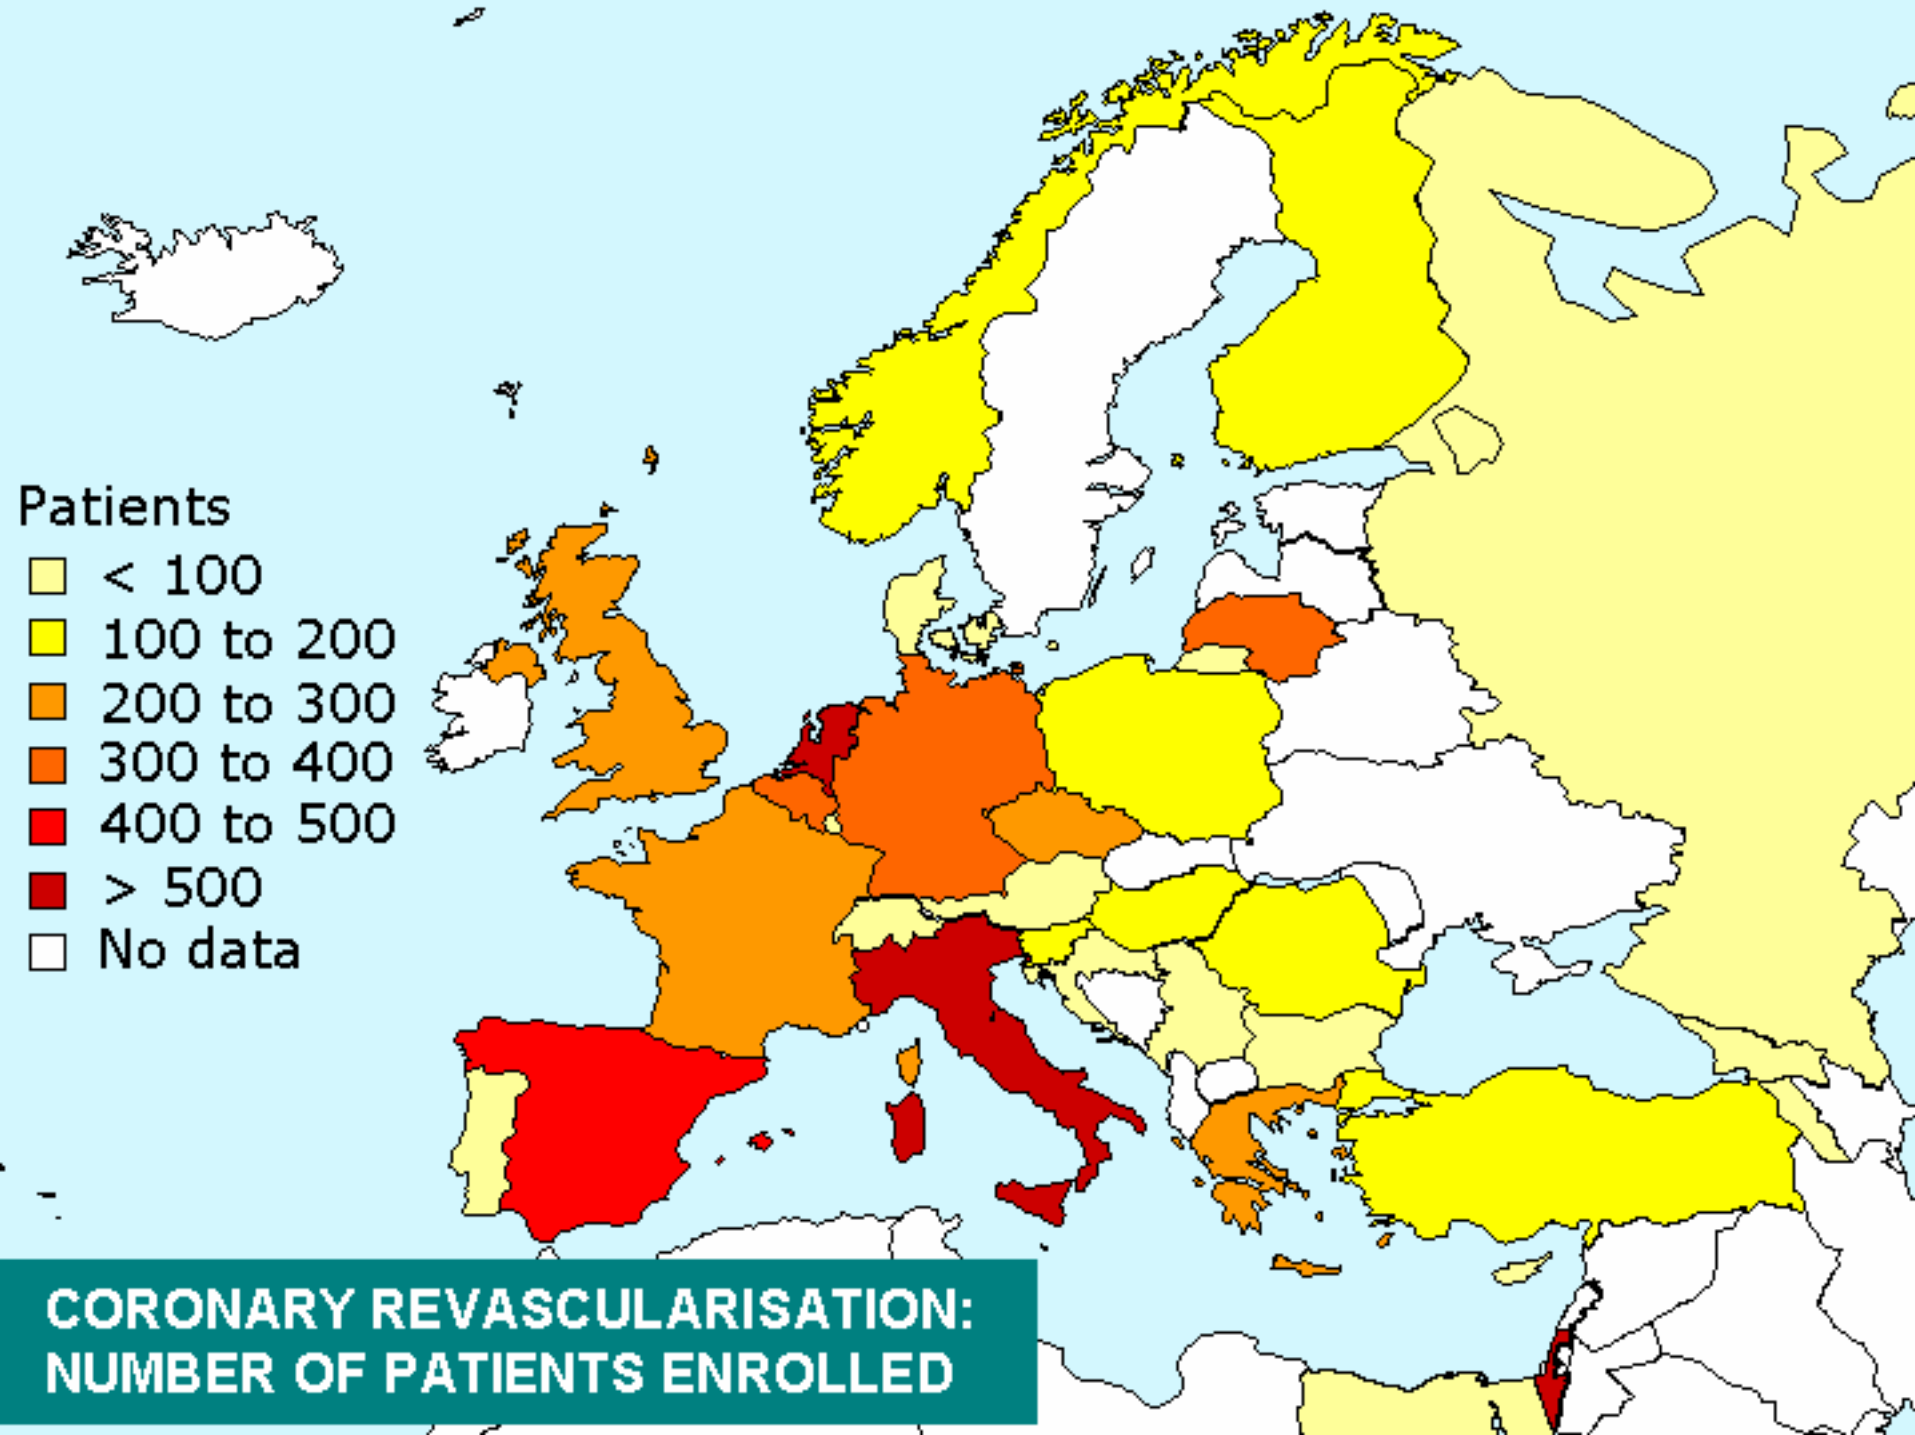 Patients
< 100
100 to 200
200 to 300
300 to 400
400 to 500
> 500
No data
CORONARY REVASCULARISATION:
NUMBER OF PATIENTS ENROLLED